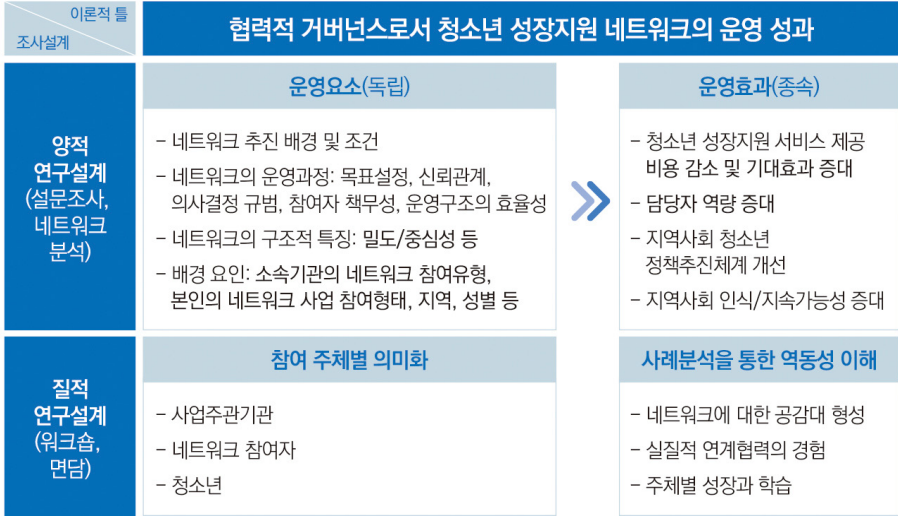 이론적 틀
조사설계
협력적 거버넌스로서 청소년 성장지원 네트워크의 운영 성과
양적
연구설계
(설문조사,
네트워크
분석)
운영요소(독립)
– 네트워크 추진 배경 및 조건
– 네트워크의 운영과정: 목표설정, 신뢰관계,
의사결정 규범, 참여자 책무성, 운영구조의 효율성
– 네트워크의 구조적 특징: 밀도/중심성 등
– 배경 요인: 소속기관의 네트워크 참여유형,
본인의 네트워크 사업 참여형태, 지역, 성별 등
운영효과(종속)
– 청소년 성장지원 서비스 제공
비용 감소 및 기대효과 증대
– 담당자 역량 증대
– 지역사회 청소년
정책추진체계 개선
– 지역사회 인식/지속가능성 증대
질적
연구설계
(워크숍,
면담)
참여 주체별 의미화
– 사업주관기관
– 네트워크 참여자
– 청소년
사례분석을 통한 역동성 이해
– 네트워크에 대한 공감대 형성
– 실질적 연계협력의 경험
– 주체별 성장과 학습